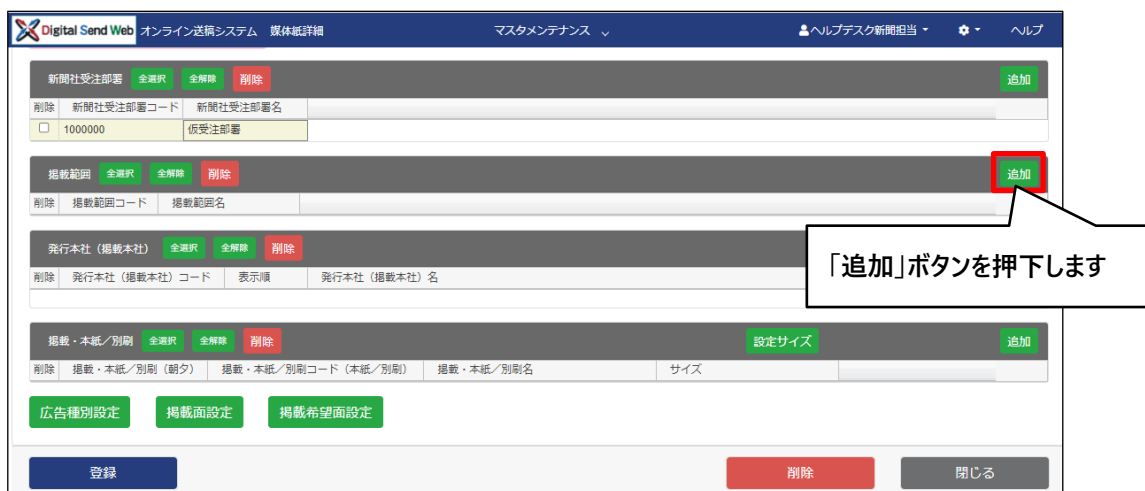 Digital Send Web オンライン送稿システム 媒体紙詳細 マスタメンテナンス ヘルプデスク新聞担当 ヘルプ
新聞社受注部署 全選択 全解除 削除 追加
削除 新聞社受注部署コード 新聞社受注部署名
1000000 仮受注部署
掲載範囲 全選択 全解除 削除 追加
削除 掲載範囲コード 掲載範囲名
発行本社（掲載本社） 全選択 全解除 削除
削除 発行本社（掲載本社）コード 表示順 発行本社（掲載本社）名
「追加」ボタンを押下します
掲載・本紙／別刷 全選択 全解除 削除 設定サイズ 追加
削除 掲載・本紙／別刷（朝夕） 掲載・本紙／別刷コード（本紙／別刷） 掲載・本紙／別刷名 サイズ
広告種別設定 掲載面設定 掲載希望面設定
登録 削除 閉じる